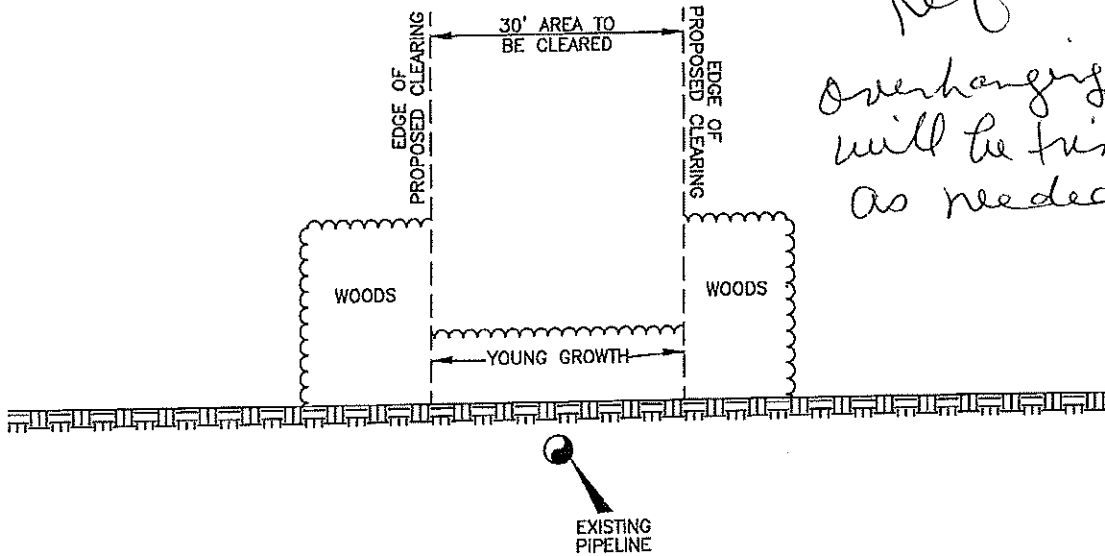 30' AREA TO
BE CLEARED
EDGE OF
PROPOSED CLEARING
EDGE OF
PROPOSED CLEARING
overhanging
will be
as needed
WOODS
WOODS
YOUNG GROWTH
EXISTING
PIPELINE